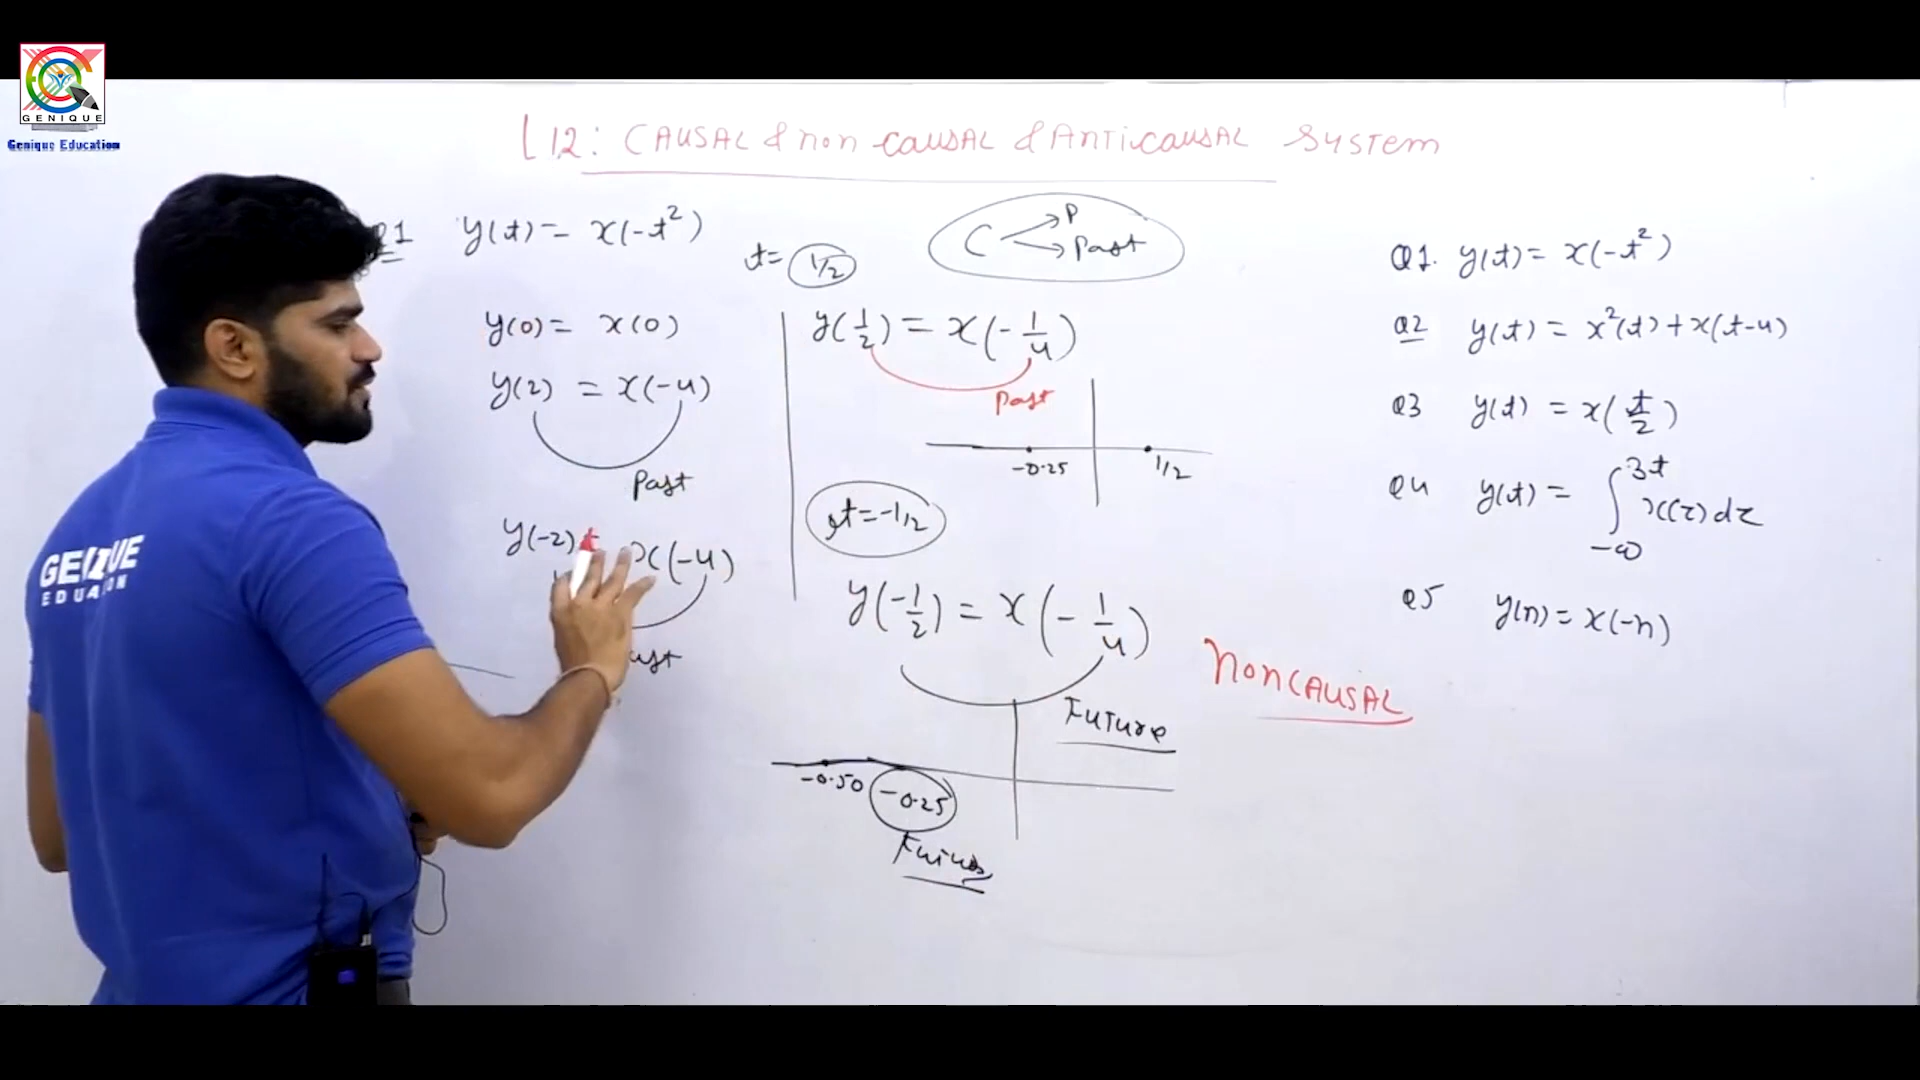 GENIQUE
Genique Education
L12: CAUSAL & non causal & ANTicausAL SYSTEm
Q1 y(t) = x(-t²)
y(0) = x(0)
y(2) = x(-4)
Past
y(-2) x(-4)
t= 1/2
C P
Past
y(1/2) = x(-1/4)
Past
-0.25 1/2
t=-1/2
y(-1/2) = x(-1/4)
Future
-0.50 -0.25
NONCAUSAL
Q1. y(t) = x(-t²)
Q2 y(t) = x²(t) + x(t-4)
Q3 y(t) = x(t/2)
Q4 y(t) = ∫_{-∞}^{3t} x(τ)dτ
Q5 y(n) = x(-n)